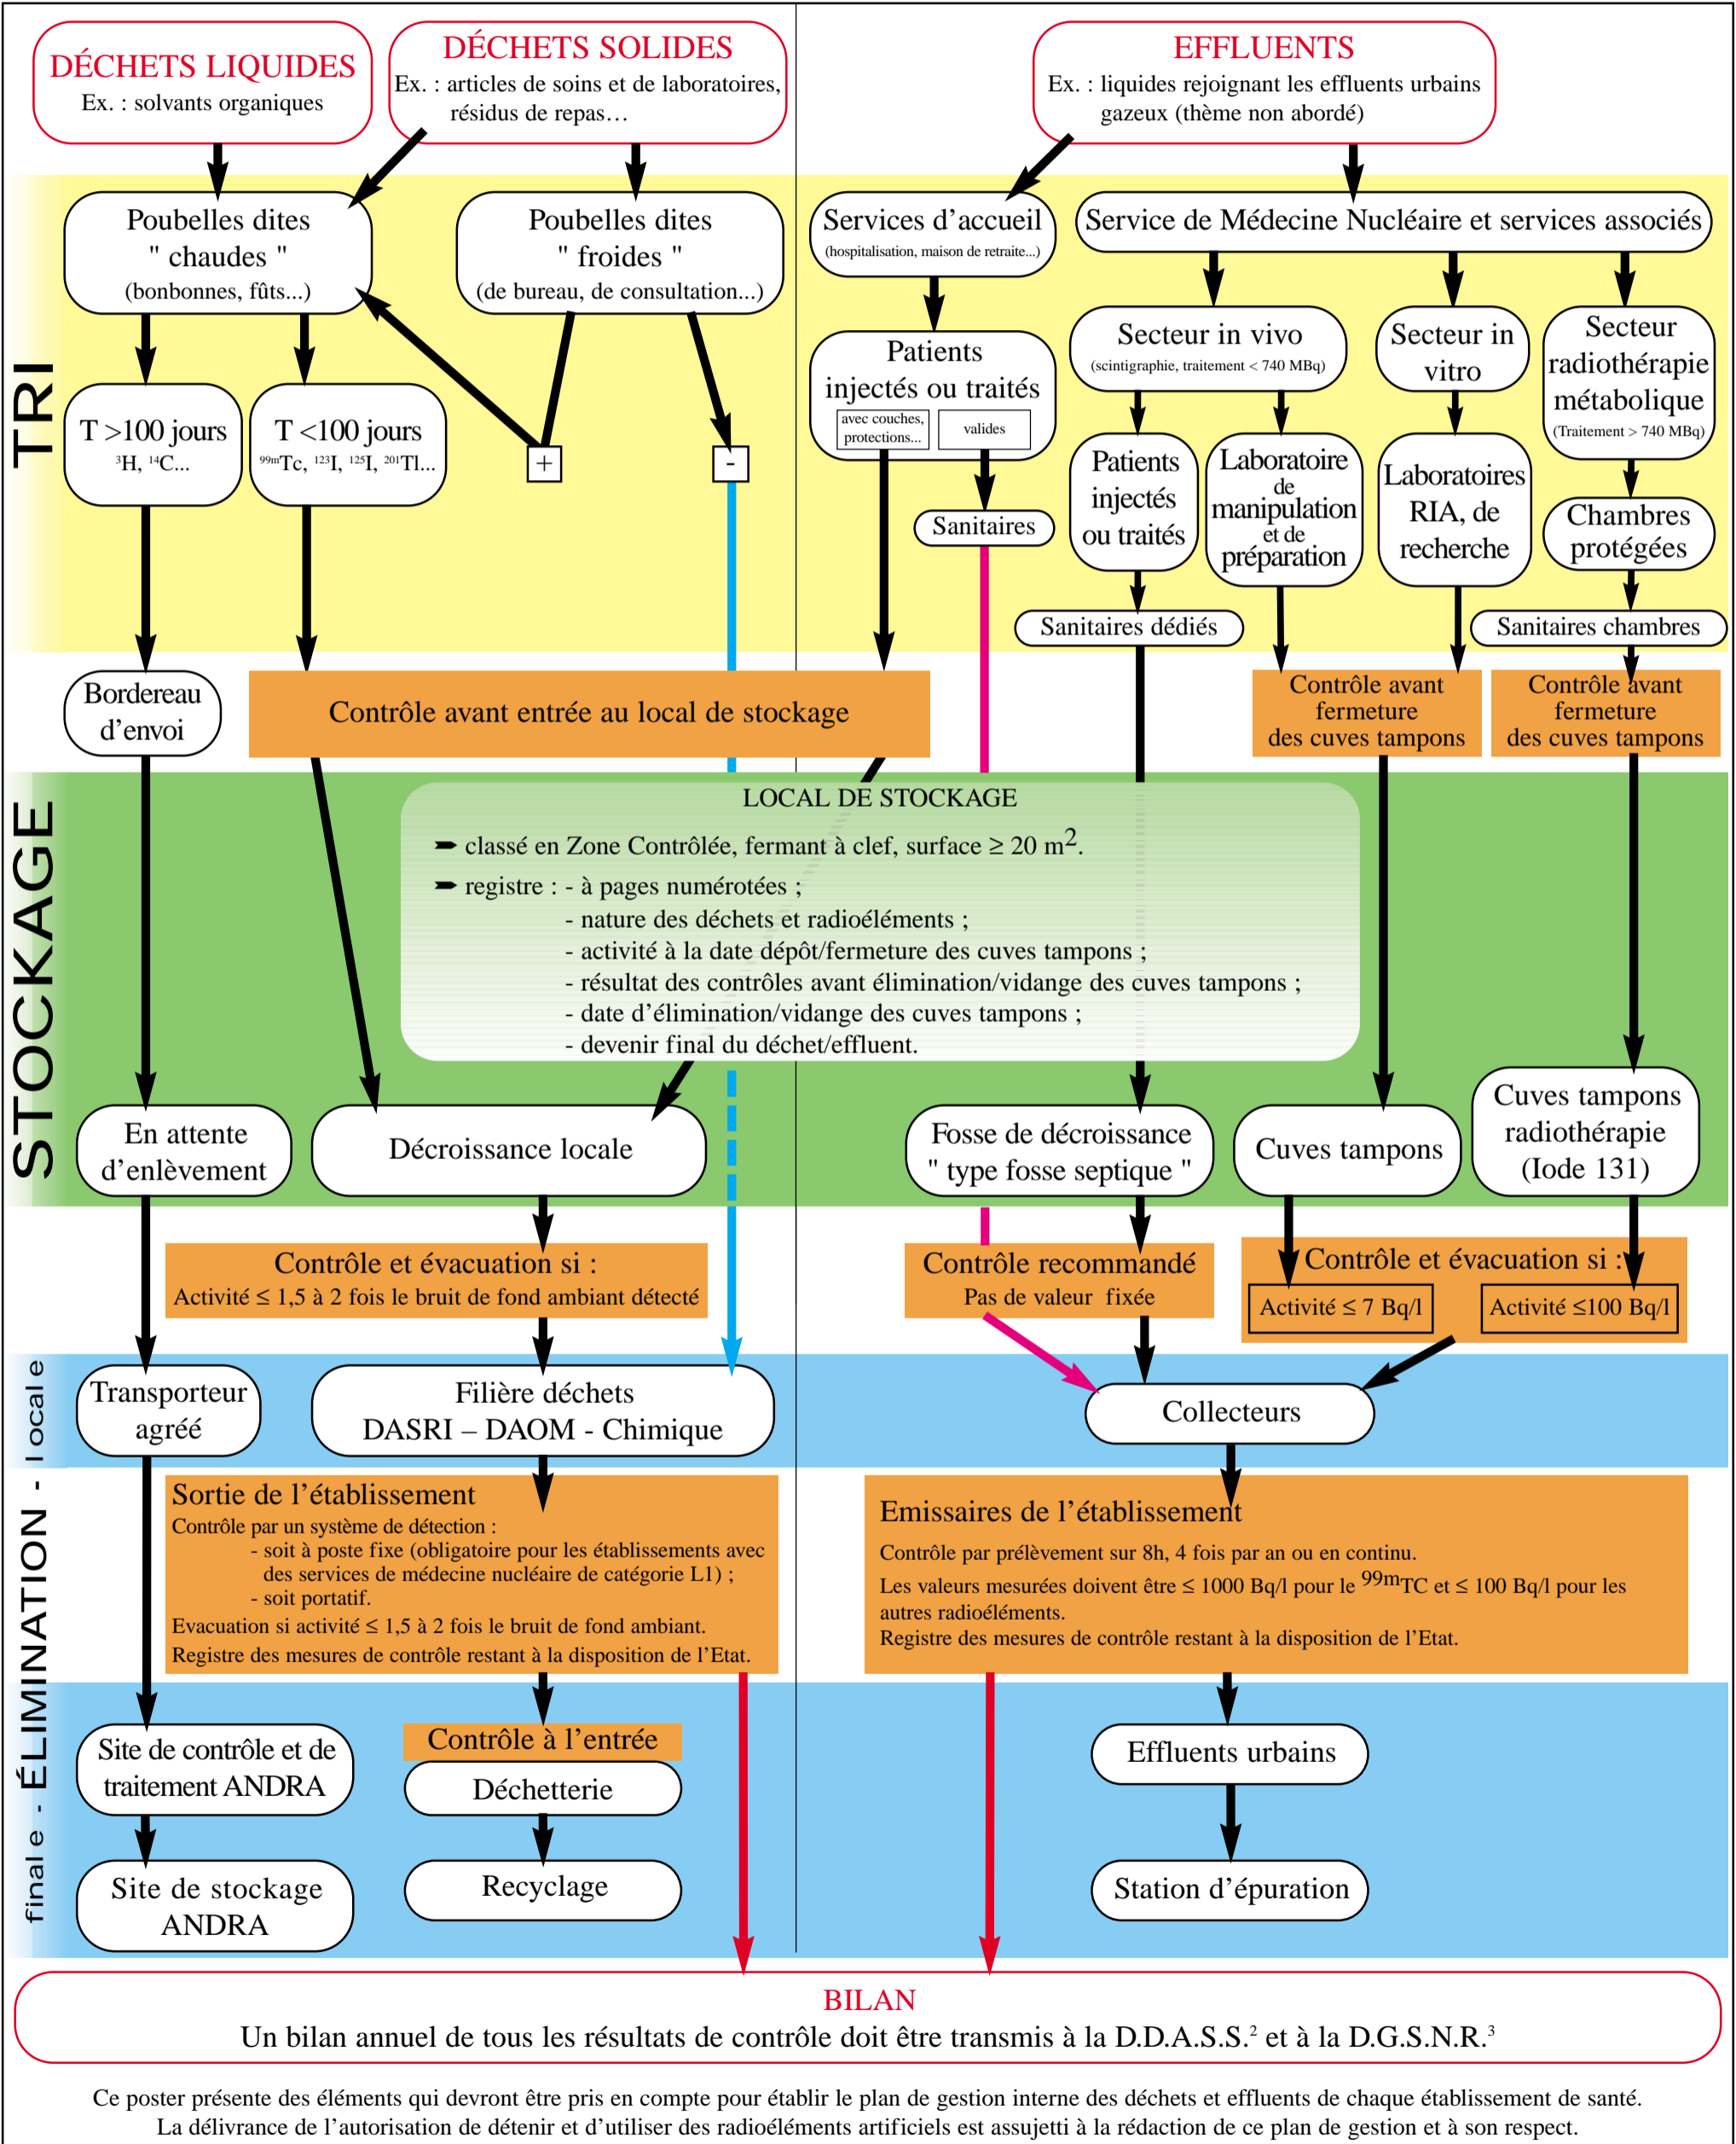 DÉCHETS LIQUIDES
Ex. : solvants organiques
DÉCHETS SOLIDES
Ex. : articles de soins et de laboratoires,
résidus de repas…
EFFLUENTS
Ex. : liquides rejoignant les effluents urbains
gazeux (thème non abordé)
TRI
Poubelles dites
" chaudes "
(bonbonnes, fûts...)
Poubelles dites
" froides "
(de bureau, de consultation...)
Services d’accueil
(hospitalisation, maison de retraite...)
Service de Médecine Nucléaire et services associés
Patients
injectés ou traités
avec couches,
protections...
valides
Secteur in vivo
(scintigraphie, traitement < 740 MBq)
Secteur in
vitro
Secteur
radiothérapie
métabolique
(Traitement > 740 MBq)
T >100 jours
³H, ¹⁴C...
T <100 jours
⁹⁹ᵐTc, ¹²³I, ¹²⁵I, ²⁰¹Tl...
+
-
Sanitaires
Patients
injectés
ou traités
Laboratoire
de
manipulation
et de
préparation
Laboratoires
RIA, de
recherche
Chambres
protégées
Sanitaires dédiés
Sanitaires chambres
Bordereau
d’envoi
Contrôle avant entrée au local de stockage
Contrôle avant
fermeture
des cuves tampons
Contrôle avant
fermeture
des cuves tampons
STOCKAGE
LOCAL DE STOCKAGE
➨ classé en Zone Contrôlée, fermant à clef, surface ≥ 20 m².
➨ registre : - à pages numérotées ;
- nature des déchets et radioéléments ;
- activité à la date dépôt/fermeture des cuves tampons ;
- résultat des contrôles avant élimination/vidange des cuves tampons ;
- date d’élimination/vidange des cuves tampons ;
- devenir final du déchet/effluent.
En attente
d’enlèvement
Décroissance locale
Fosse de décroissance
" type fosse septique "
Cuves tampons
Cuves tampons
radiothérapie
(Iode 131)
Contrôle et évacuation si :
Activité ≤ 1,5 à 2 fois le bruit de fond ambiant détecté
Contrôle recommandé
Pas de valeur fixée
Contrôle et évacuation si :
Activité ≤ 7 Bq/l
Activité ≤100 Bq/l
finale - ÉLIMINATION - locale
Transporteur
agréé
Filière déchets
DASRI – DAOM - Chimique
Collecteurs
Sortie de l’établissement
Contrôle par un système de détection :
- soit à poste fixe (obligatoire pour les établissements avec
des services de médecine nucléaire de catégorie L1) ;
- soit portatif.
Evacuation si activité ≤ 1,5 à 2 fois le bruit de fond ambiant.
Registre des mesures de contrôle restant à la disposition de l’Etat.
Emissaires de l’établissement
Contrôle par prélèvement sur 8h, 4 fois par an ou en continu.
Les valeurs mesurées doivent être ≤ 1000 Bq/l pour le ⁹⁹ᵐTC et ≤ 100 Bq/l pour les
autres radioéléments.
Registre des mesures de contrôle restant à la disposition de l’Etat.
Site de contrôle et de
traitement ANDRA
Contrôle à l’entrée
Déchetterie
Effluents urbains
Site de stockage
ANDRA
Recyclage
Station d’épuration
BILAN
Un bilan annuel de tous les résultats de contrôle doit être transmis à la D.D.A.S.S.² et à la D.G.S.N.R.³
Ce poster présente des éléments qui devront être pris en compte pour établir le plan de gestion interne des déchets et effluents de chaque établissement de santé.
La délivrance de l’autorisation de détenir et d’utiliser des radioéléments artificiels est assujetti à la rédaction de ce plan de gestion et à son respect.